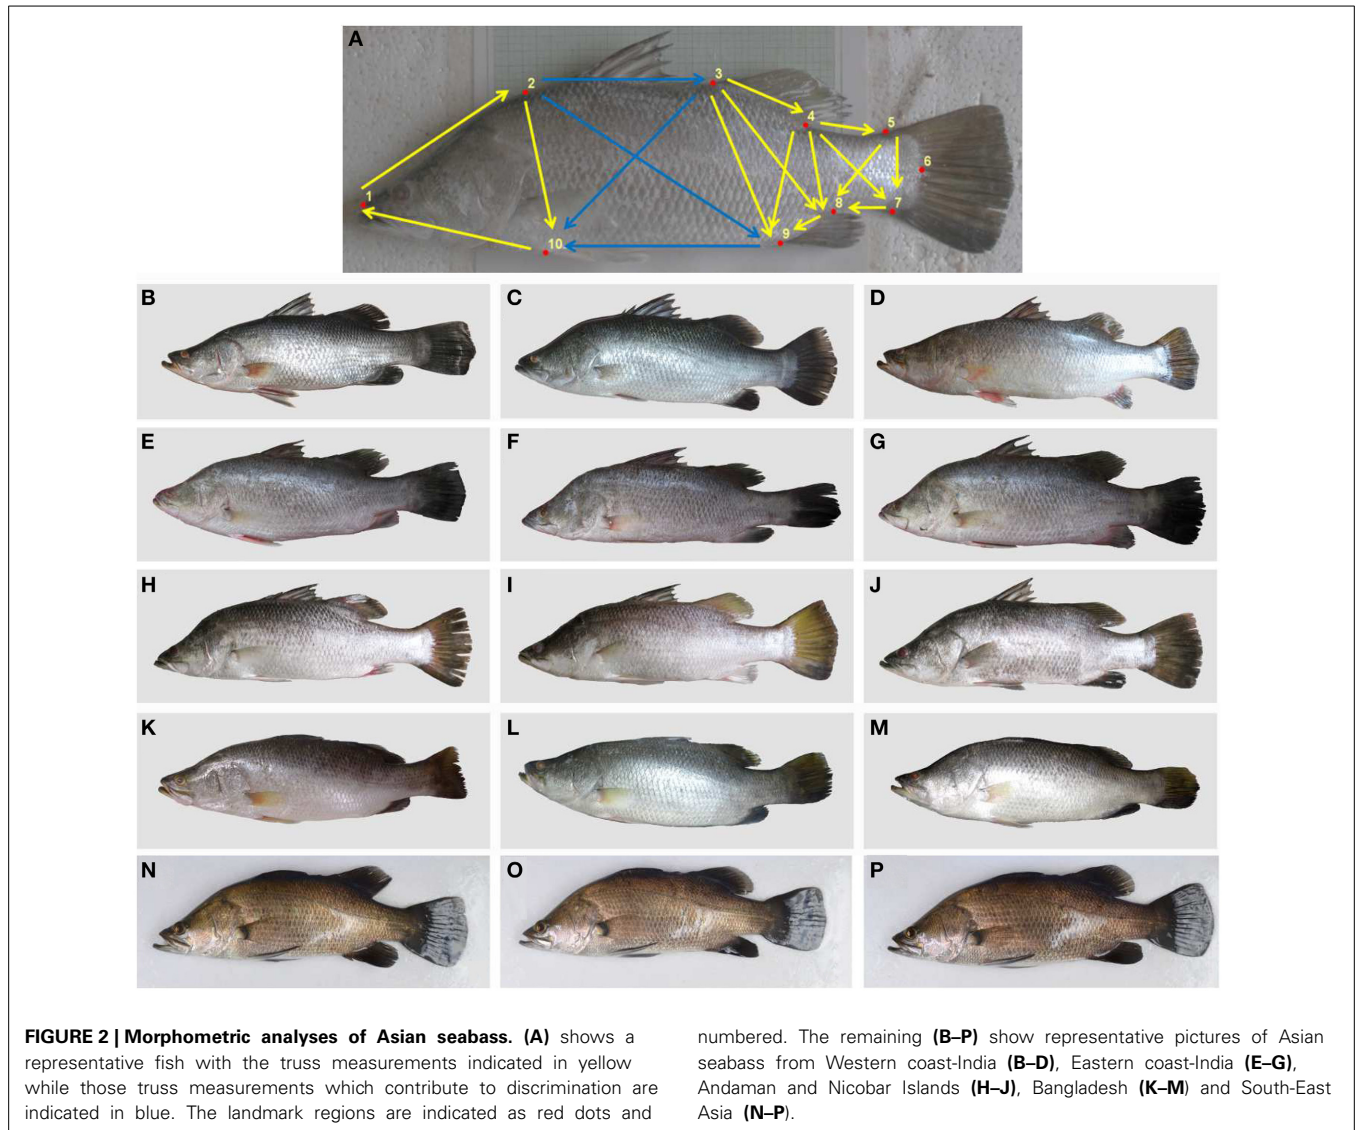 A
1
2
3
4
5
6
7
8
9
10
B
C
D
E
F
G
H
I
J
K
L
M
N
O
P
FIGURE 2 | Morphometric analyses of Asian seabass. (A) shows a
representative fish with the truss measurements indicated in yellow
while those truss measurements which contribute to discrimination are
indicated in blue. The landmark regions are indicated as red dots and
numbered. The remaining (B–P) show representative pictures of Asian
seabass from Western coast-India (B–D), Eastern coast-India (E–G),
Andaman and Nicobar Islands (H–J), Bangladesh (K–M) and South-East
Asia (N–P).